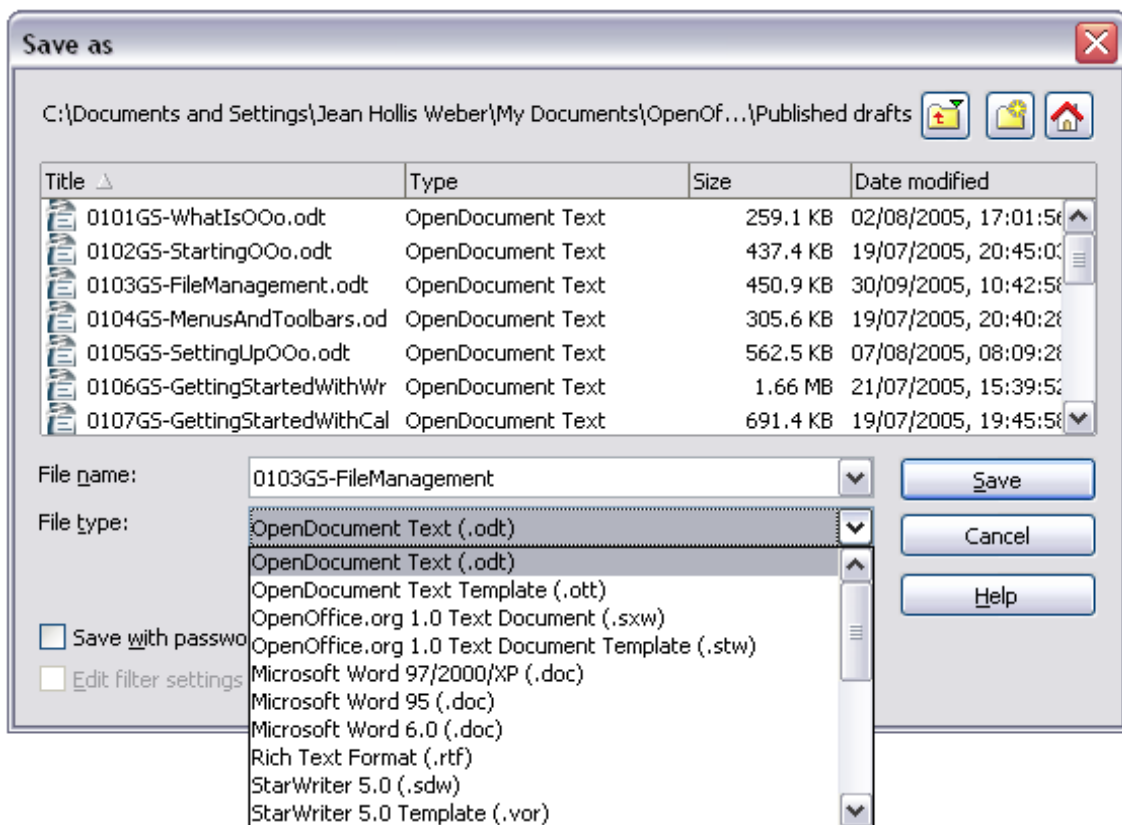 Save as
C:\Documents and Settings\Jean Hollis Weber\My Documents\OpenOf...\Published drafts
Title Type Size Date modified
0101GS-WhatIsOOo.odt OpenDocument Text 259.1 KB 02/08/2005, 17:01:56
0102GS-StartingOOo.odt OpenDocument Text 437.4 KB 19/07/2005, 20:45:03
0103GS-FileManagement.odt OpenDocument Text 450.9 KB 30/09/2005, 10:42:58
0104GS-MenusAndToolbars.od OpenDocument Text 305.6 KB 19/07/2005, 20:40:28
0105GS-SettingUpOOo.odt OpenDocument Text 562.5 KB 07/08/2005, 08:09:28
0106GS-GettingStartedWithWr OpenDocument Text 1.66 MB 21/07/2005, 15:39:52
0107GS-GettingStartedWithCal OpenDocument Text 691.4 KB 19/07/2005, 19:45:58
File name: 0103GS-FileManagement Save
File type: OpenDocument Text (.odt) Cancel
OpenDocument Text (.odt)
OpenDocument Text Template (.ott) Help
OpenOffice.org 1.0 Text Document (.sxw)
Save with passwo OpenOffice.org 1.0 Text Document Template (.stw)
Microsoft Word 97/2000/XP (.doc)
Edit filter settings
Microsoft Word 95 (.doc)
Microsoft Word 6.0 (.doc)
Rich Text Format (.rtf)
StarWriter 5.0 (.sdw)
StarWriter 5.0 Template (.vor)